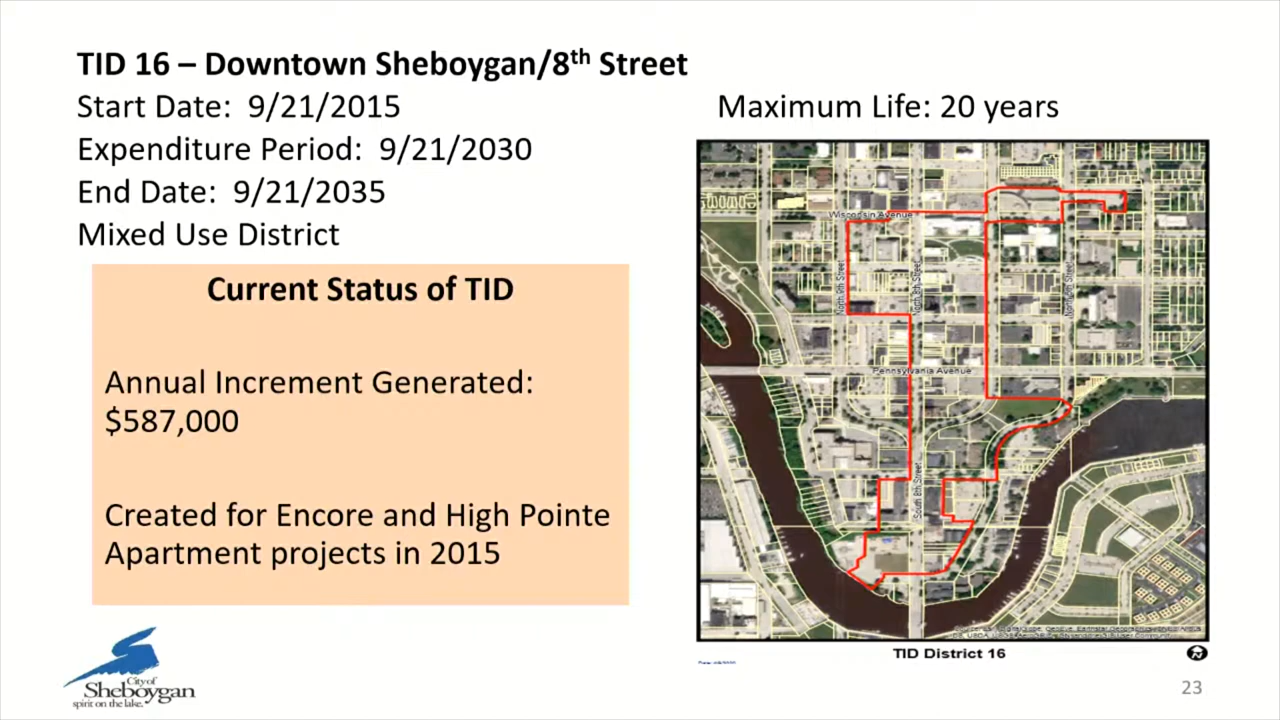 TID 16 – Downtown Sheboygan/8th Street
Start Date: 9/21/2015
Maximum Life: 20 years
Expenditure Period: 9/21/2030
End Date: 9/21/2035
Mixed Use District
Current Status of TID
Annual Increment Generated:
$587,000
Created for Encore and High Pointe
Apartment projects in 2015
Wisconsin Avenue
North 9th Street
North 8th Street
Pennsylvania Avenue
South 8th Street
TID District 16
City of
Sheboygan
spirit on the lake.
23